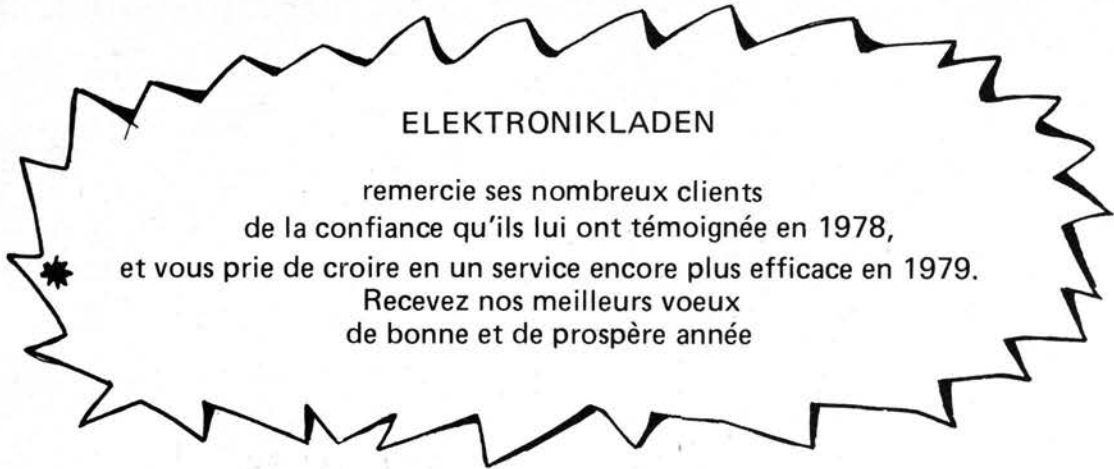 ELEKTRONIKLADEN
remercie ses nombreux clients
de la confiance qu'ils lui ont témoignée en 1978,
et vous prie de croire en un service encore plus efficace en 1979.
Recevez nos meilleurs voeux
de bonne et de prospère année